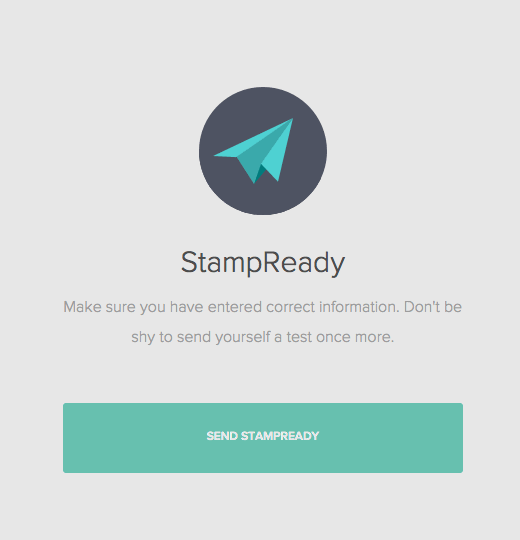 StampReady
Make sure you have entered correct information. Don't be
shy to send yourself a test once more.
SEND STAMPREADY